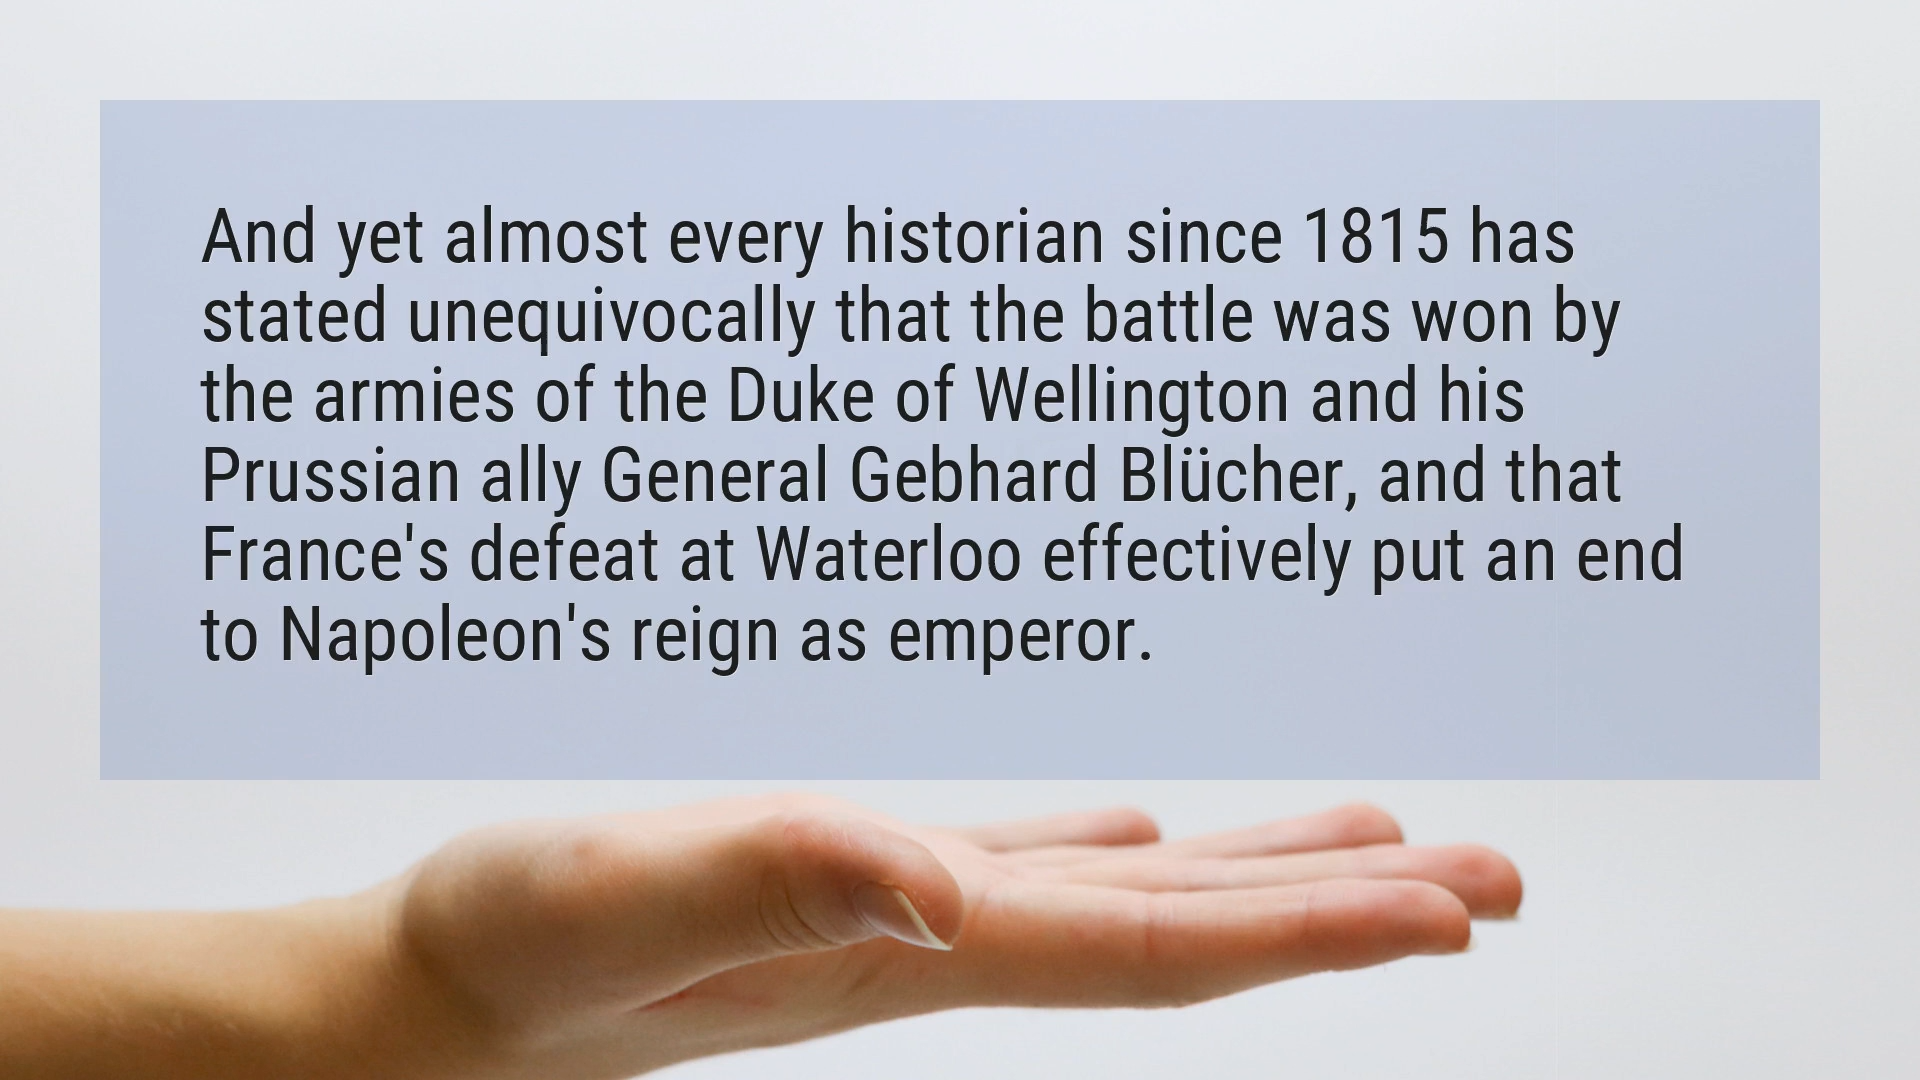 And yet almost every historian since 1815 has
stated unequivocally that the battle was won by
the armies of the Duke of Wellington and his
Prussian ally General Gebhard Blücher, and that
France's defeat at Waterloo effectively put an end
to Napoleon's reign as emperor.